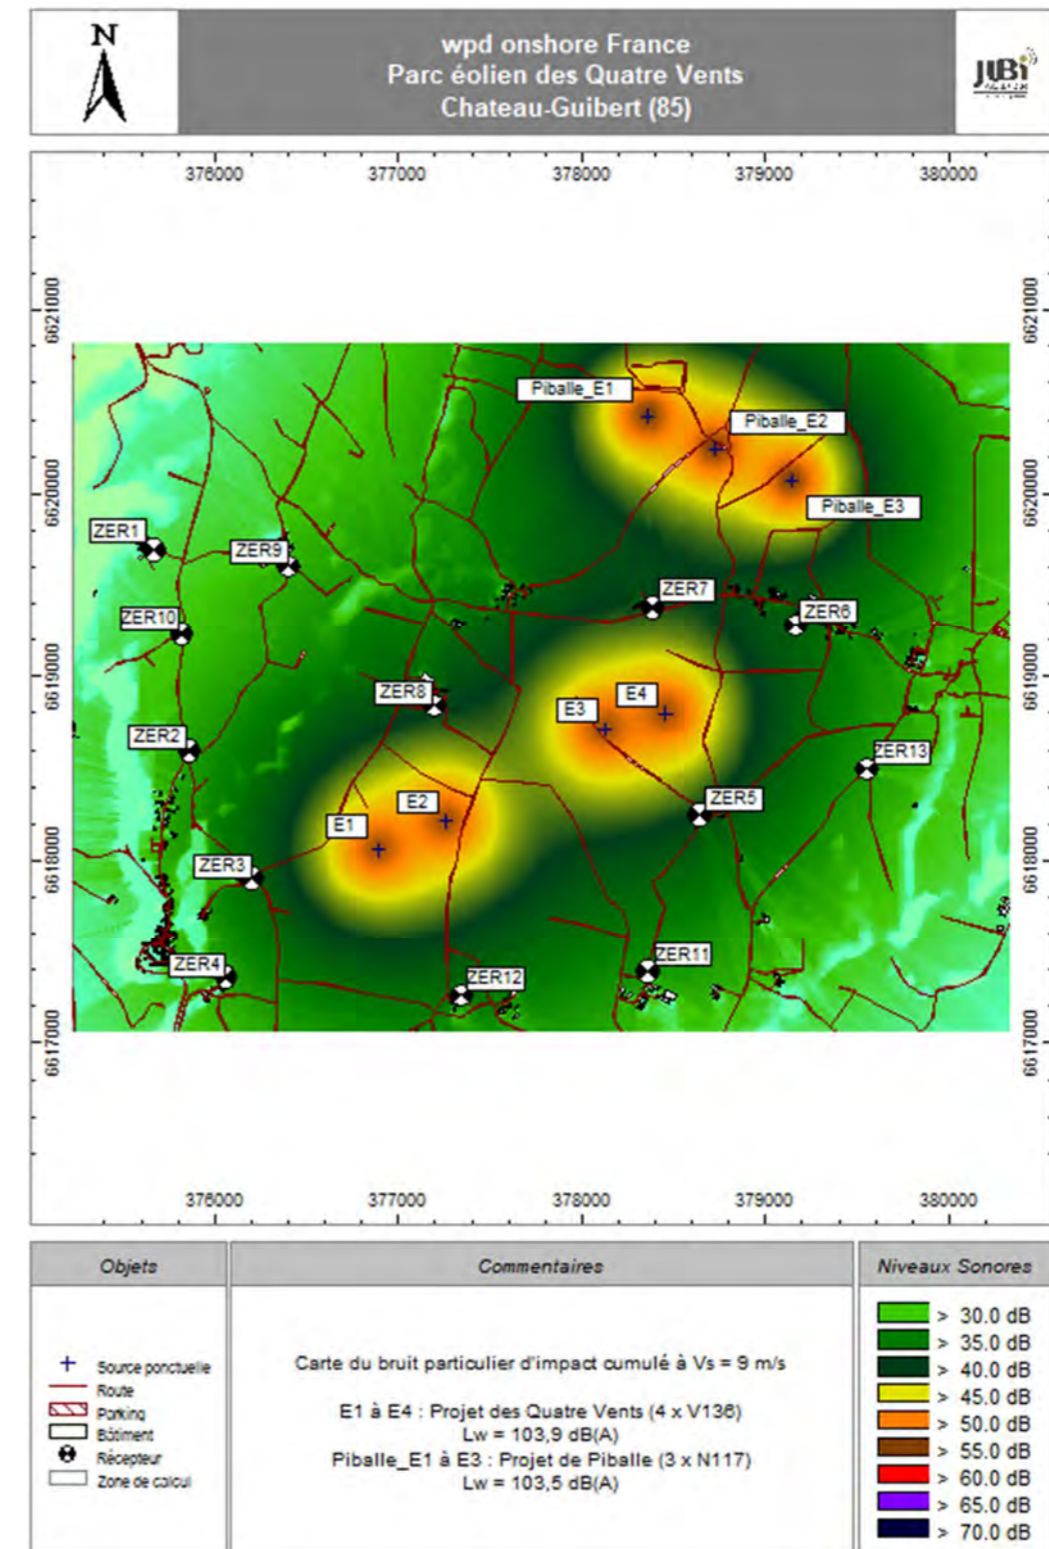 N
wpd onshore France
Parc éolien des Quatre Vents
Chateau-Guibert (85)
JLBi
376000 377000 378000 379000 380000
6621000 6621000
Piballe_E1
Piballe_E2
6620000 6620000
Piballe_E3
ZER1
ZER9
ZER7
ZER10 ZER6
6619000 6619000
ZER8 E4
E3
ZER2 ZER13
E2 ZER5
E1
6618000 6618000
ZER3
ZER11
ZER4 ZER12
6617000 6617000
376000 377000 378000 379000 380000
Objets
Source ponctuelle
Route
Parking
Bâtiment
Récepteur
Zone de calcul
Commentaires
Carte du bruit particulier d'impact cumulé à Vs = 9 m/s
E1 à E4 : Projet des Quatre Vents (4 x V136)
Lw = 103,9 dB(A)
Piballe_E1 à E3 : Projet de Piballe (3 x N117)
Lw = 103,5 dB(A)
Niveaux Sonores
> 30.0 dB
> 35.0 dB
> 40.0 dB
> 45.0 dB
> 50.0 dB
> 55.0 dB
> 60.0 dB
> 65.0 dB
> 70.0 dB